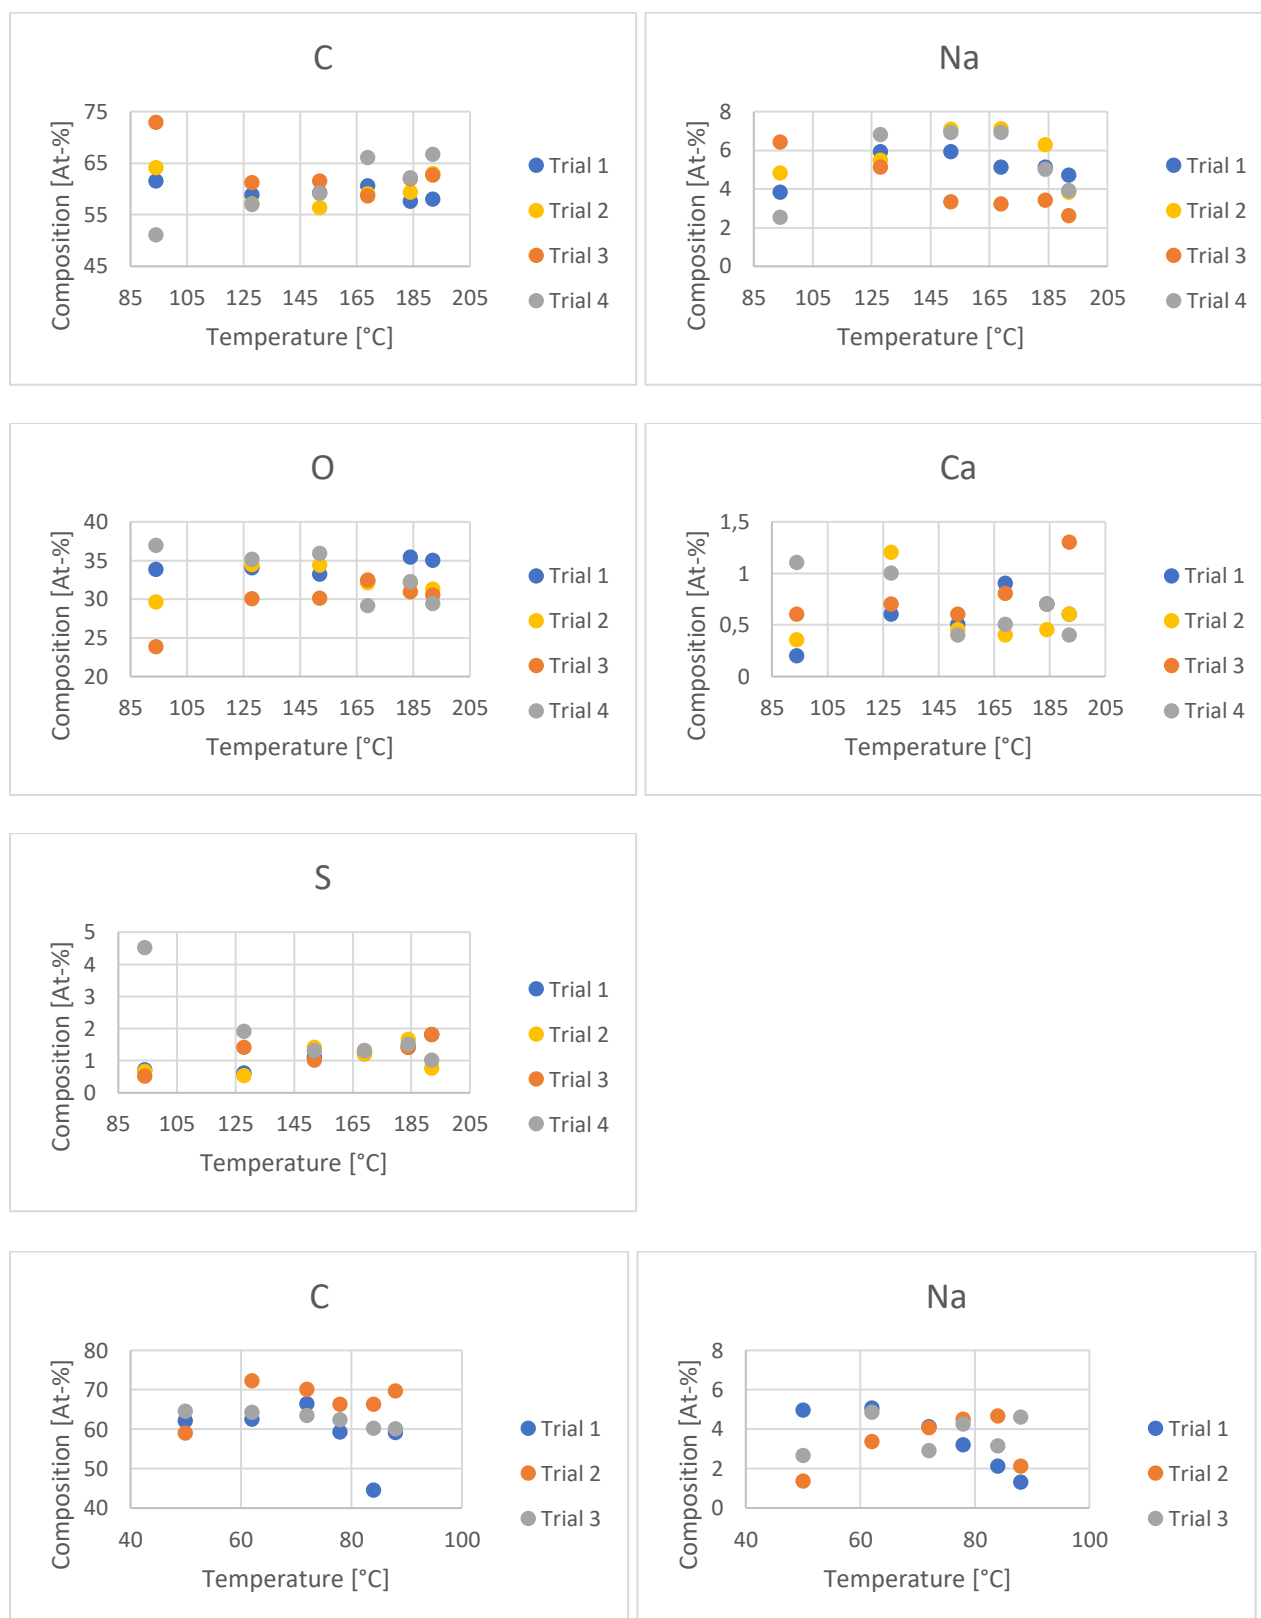 C
Composition [At-%]
75
65
55
45
85 105 125 145 165 185 205
Temperature [°C]
Trial 1
Trial 2
Trial 3
Trial 4
Na
Composition [At-%]
8
6
4
2
0
85 105 125 145 165 185 205
Temperature [°C]
Trial 1
Trial 2
Trial 3
Trial 4
O
Composition [At-%]
40
35
30
25
20
85 105 125 145 165 185 205
Temperature [°C]
Trial 1
Trial 2
Trial 3
Trial 4
Ca
Composition [At-%]
1,5
1
0,5
0
85 105 125 145 165 185 205
Temperature [°C]
Trial 1
Trial 2
Trial 3
Trial 4
S
Composition [At-%]
5
4
3
2
1
0
85 105 125 145 165 185 205
Temperature [°C]
Trial 1
Trial 2
Trial 3
Trial 4
C
Composition [At-%]
80
70
60
50
40
40 60 80 100
Temperature [°C]
Trial 1
Trial 2
Trial 3
Na
Composition [At-%]
8
6
4
2
0
40 60 80 100
Temperature [°C]
Trial 1
Trial 2
Trial 3